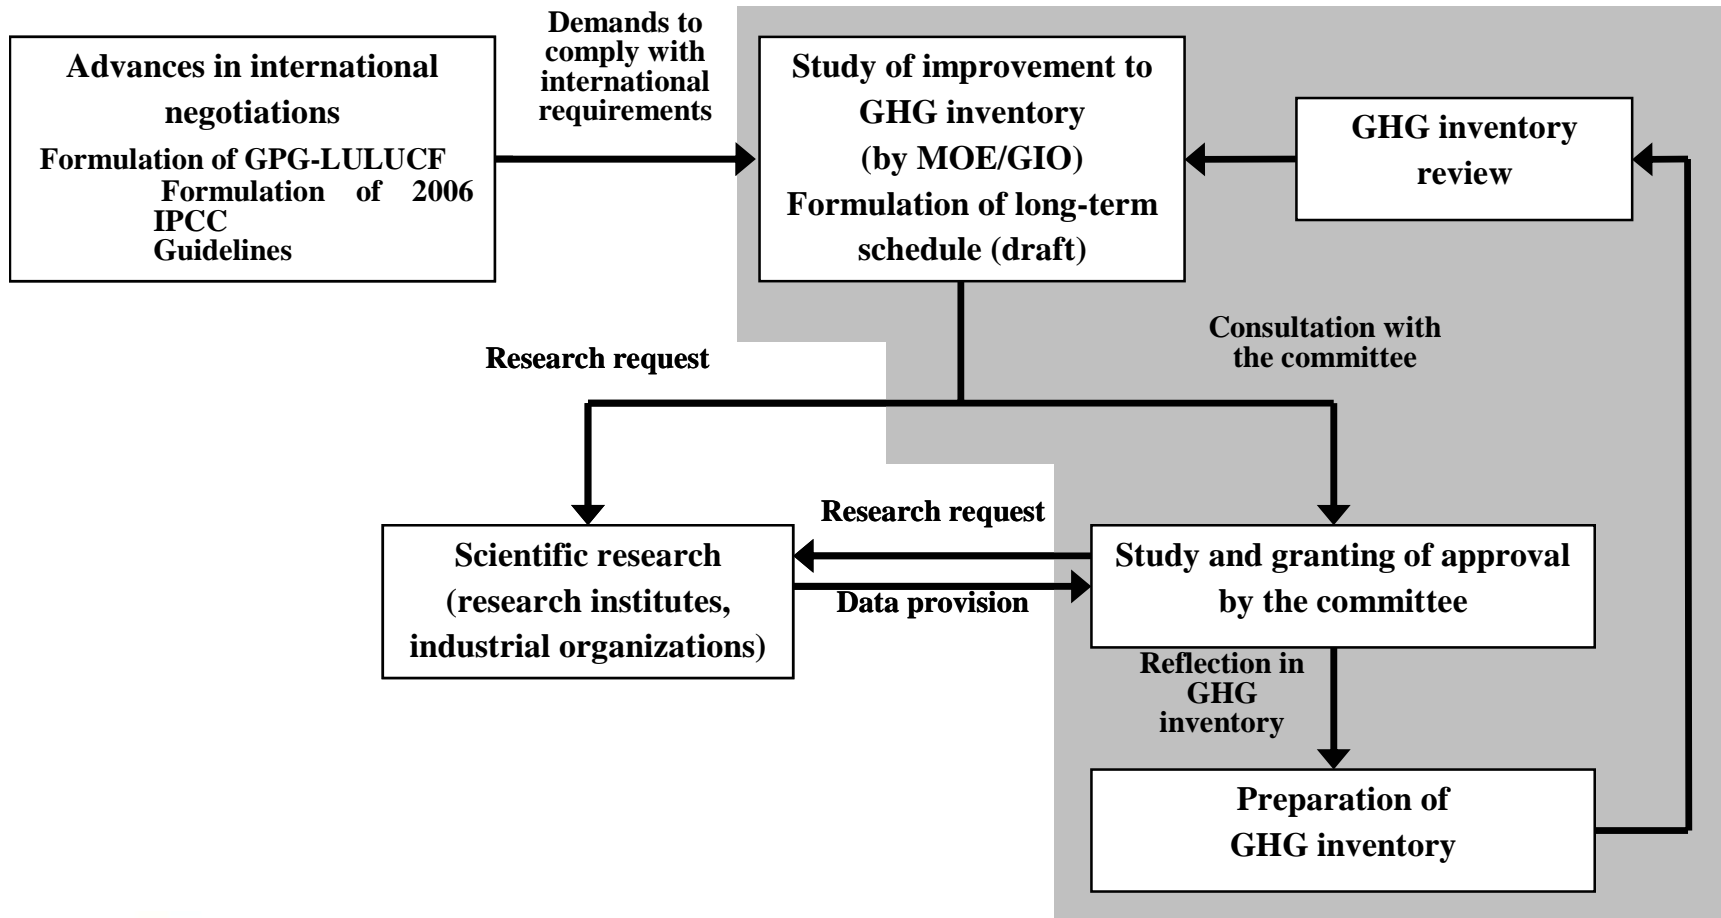 Advances in international
negotiations
Formulation of GPG-LULUCF
Formulation of 2006
IPCC
Guidelines
Demands to
comply with
international
requirements
Study of improvement to
GHG inventory
(by MOE/GIO)
Formulation of long-term
schedule (draft)
GHG inventory
review
Research request
Consultation with
the committee
Scientific research
(research institutes,
industrial organizations)
Research request
Data provision
Study and granting of approval
by the committee
Reflection in
GHG
inventory
Preparation of
GHG inventory